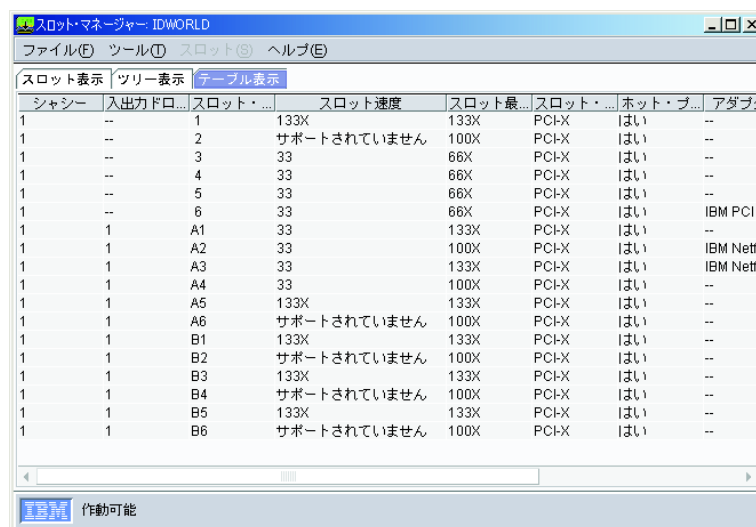 スロット・マネージャー: IDWORLD
ファイル(F) ツール(T) スロット(S) ヘルプ(E)
スロット表示 ツリー表示 テーブル表示
シャシー 入出力ドロ... スロット・... スロット速度 スロット最... スロット・... ホット・プ... アダプ
1 -- 1 133X 133X PCI-X はい --
1 -- 2 サポートされていません 100X PCI-X はい --
1 -- 3 33 66X PCI-X はい --
1 -- 4 33 66X PCI-X はい --
1 -- 5 33 66X PCI-X はい --
1 -- 6 33 66X PCI-X はい IBM PCI
1 1 A1 33 133X PCI-X はい --
1 1 A2 33 100X PCI-X はい IBM Netf
1 1 A3 33 133X PCI-X はい IBM Netf
1 1 A4 33 100X PCI-X はい --
1 1 A5 133X 133X PCI-X はい --
1 1 A6 サポートされていません 100X PCI-X はい --
1 1 B1 133X 133X PCI-X はい --
1 1 B2 サポートされていません 100X PCI-X はい --
1 1 B3 133X 133X PCI-X はい --
1 1 B4 サポートされていません 100X PCI-X はい --
1 1 B5 133X 133X PCI-X はい --
1 1 B6 サポートされていません 100X PCI-X はい --
IBM 作動可能